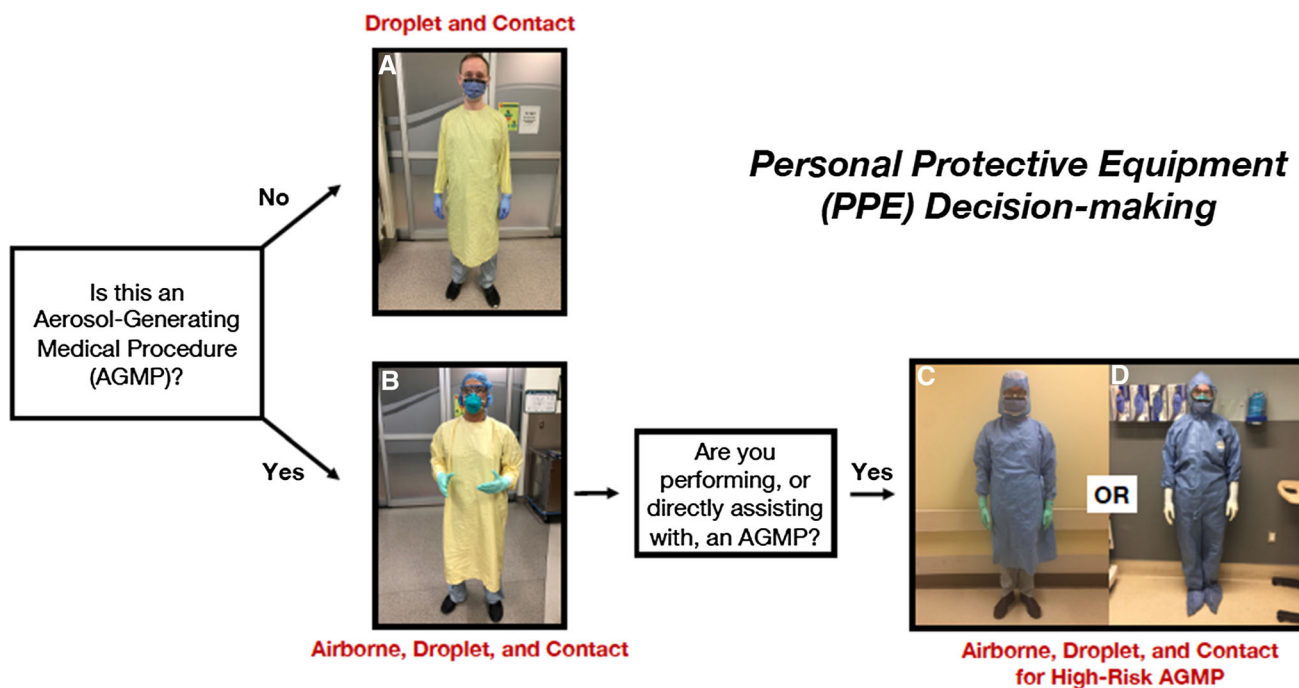 Droplet and Contact
A
Personal Protective Equipment
(PPE) Decision-making
No
Is this an
Aerosol-Generating
Medical Procedure
(AGMP)?
Yes
B
Airborne, Droplet, and Contact
Are you
performing, or
directly assisting
with, an AGMP?
Yes
C
OR
D
Airborne, Droplet, and Contact
for High-Risk AGMP